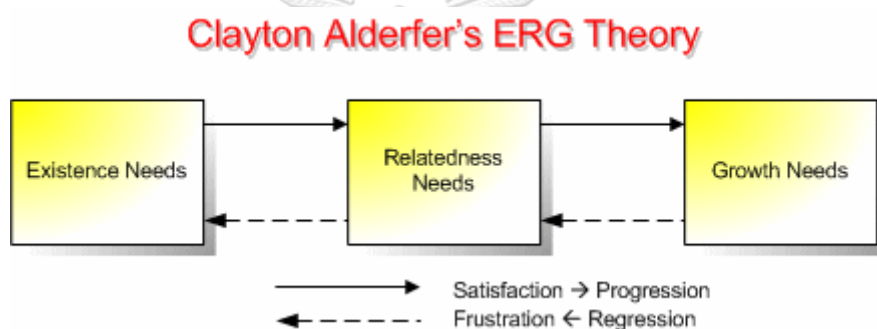 Clayton Alderfer's ERG Theory
Existence Needs
Relatedness
Needs
Growth Needs
Satisfaction → Progression
Frustration ← Regression